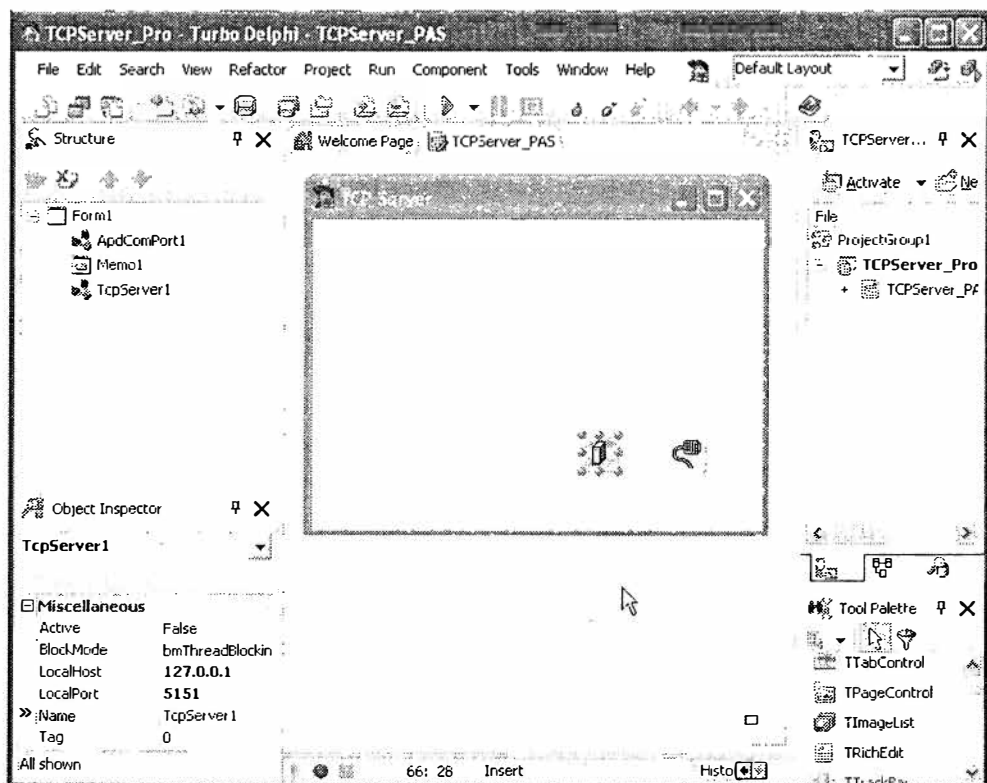 TCPServer_Pro - Turbo Delphi - TCPServer_PAS
File Edit Search View Refactor Project Run Component Tools Window Help Default Layout
Structure
Form1
ApdComPort1
Memo1
TcpServer1
Object Inspector
TcpServer1
Miscellaneous
Active False
BlockMode bmThreadBlockin
LocalHost 127.0.0.1
LocalPort 5151
Name TcpServer1
Tag 0
All shown
Welcome Page TCPServer_PAS
TCP Server
66: 28 Insert
Histo
TCPServer...
Activate Ne
File
ProjectGroup1
TCPServer_Pro
TCPServer_PA
Tool Palette
TTabControl
TPageControl
TImageList
TRichEdit